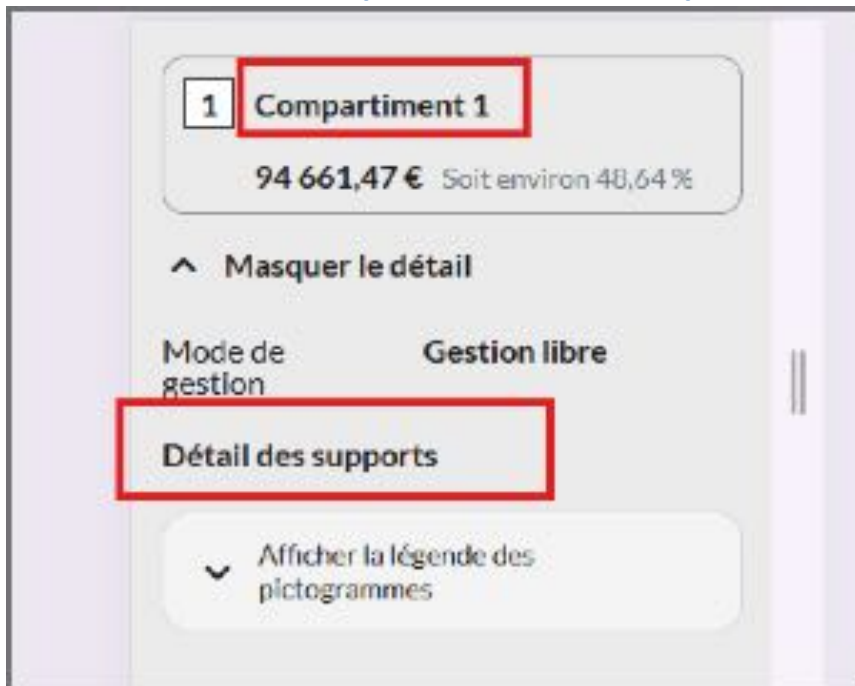 1 Compartiment 1
94 661,47 € Soit environ 48,64 %
Masquer le détail
Mode de Gestion libre
gestion
Détail des supports
Afficher la légende des
pictogrammes